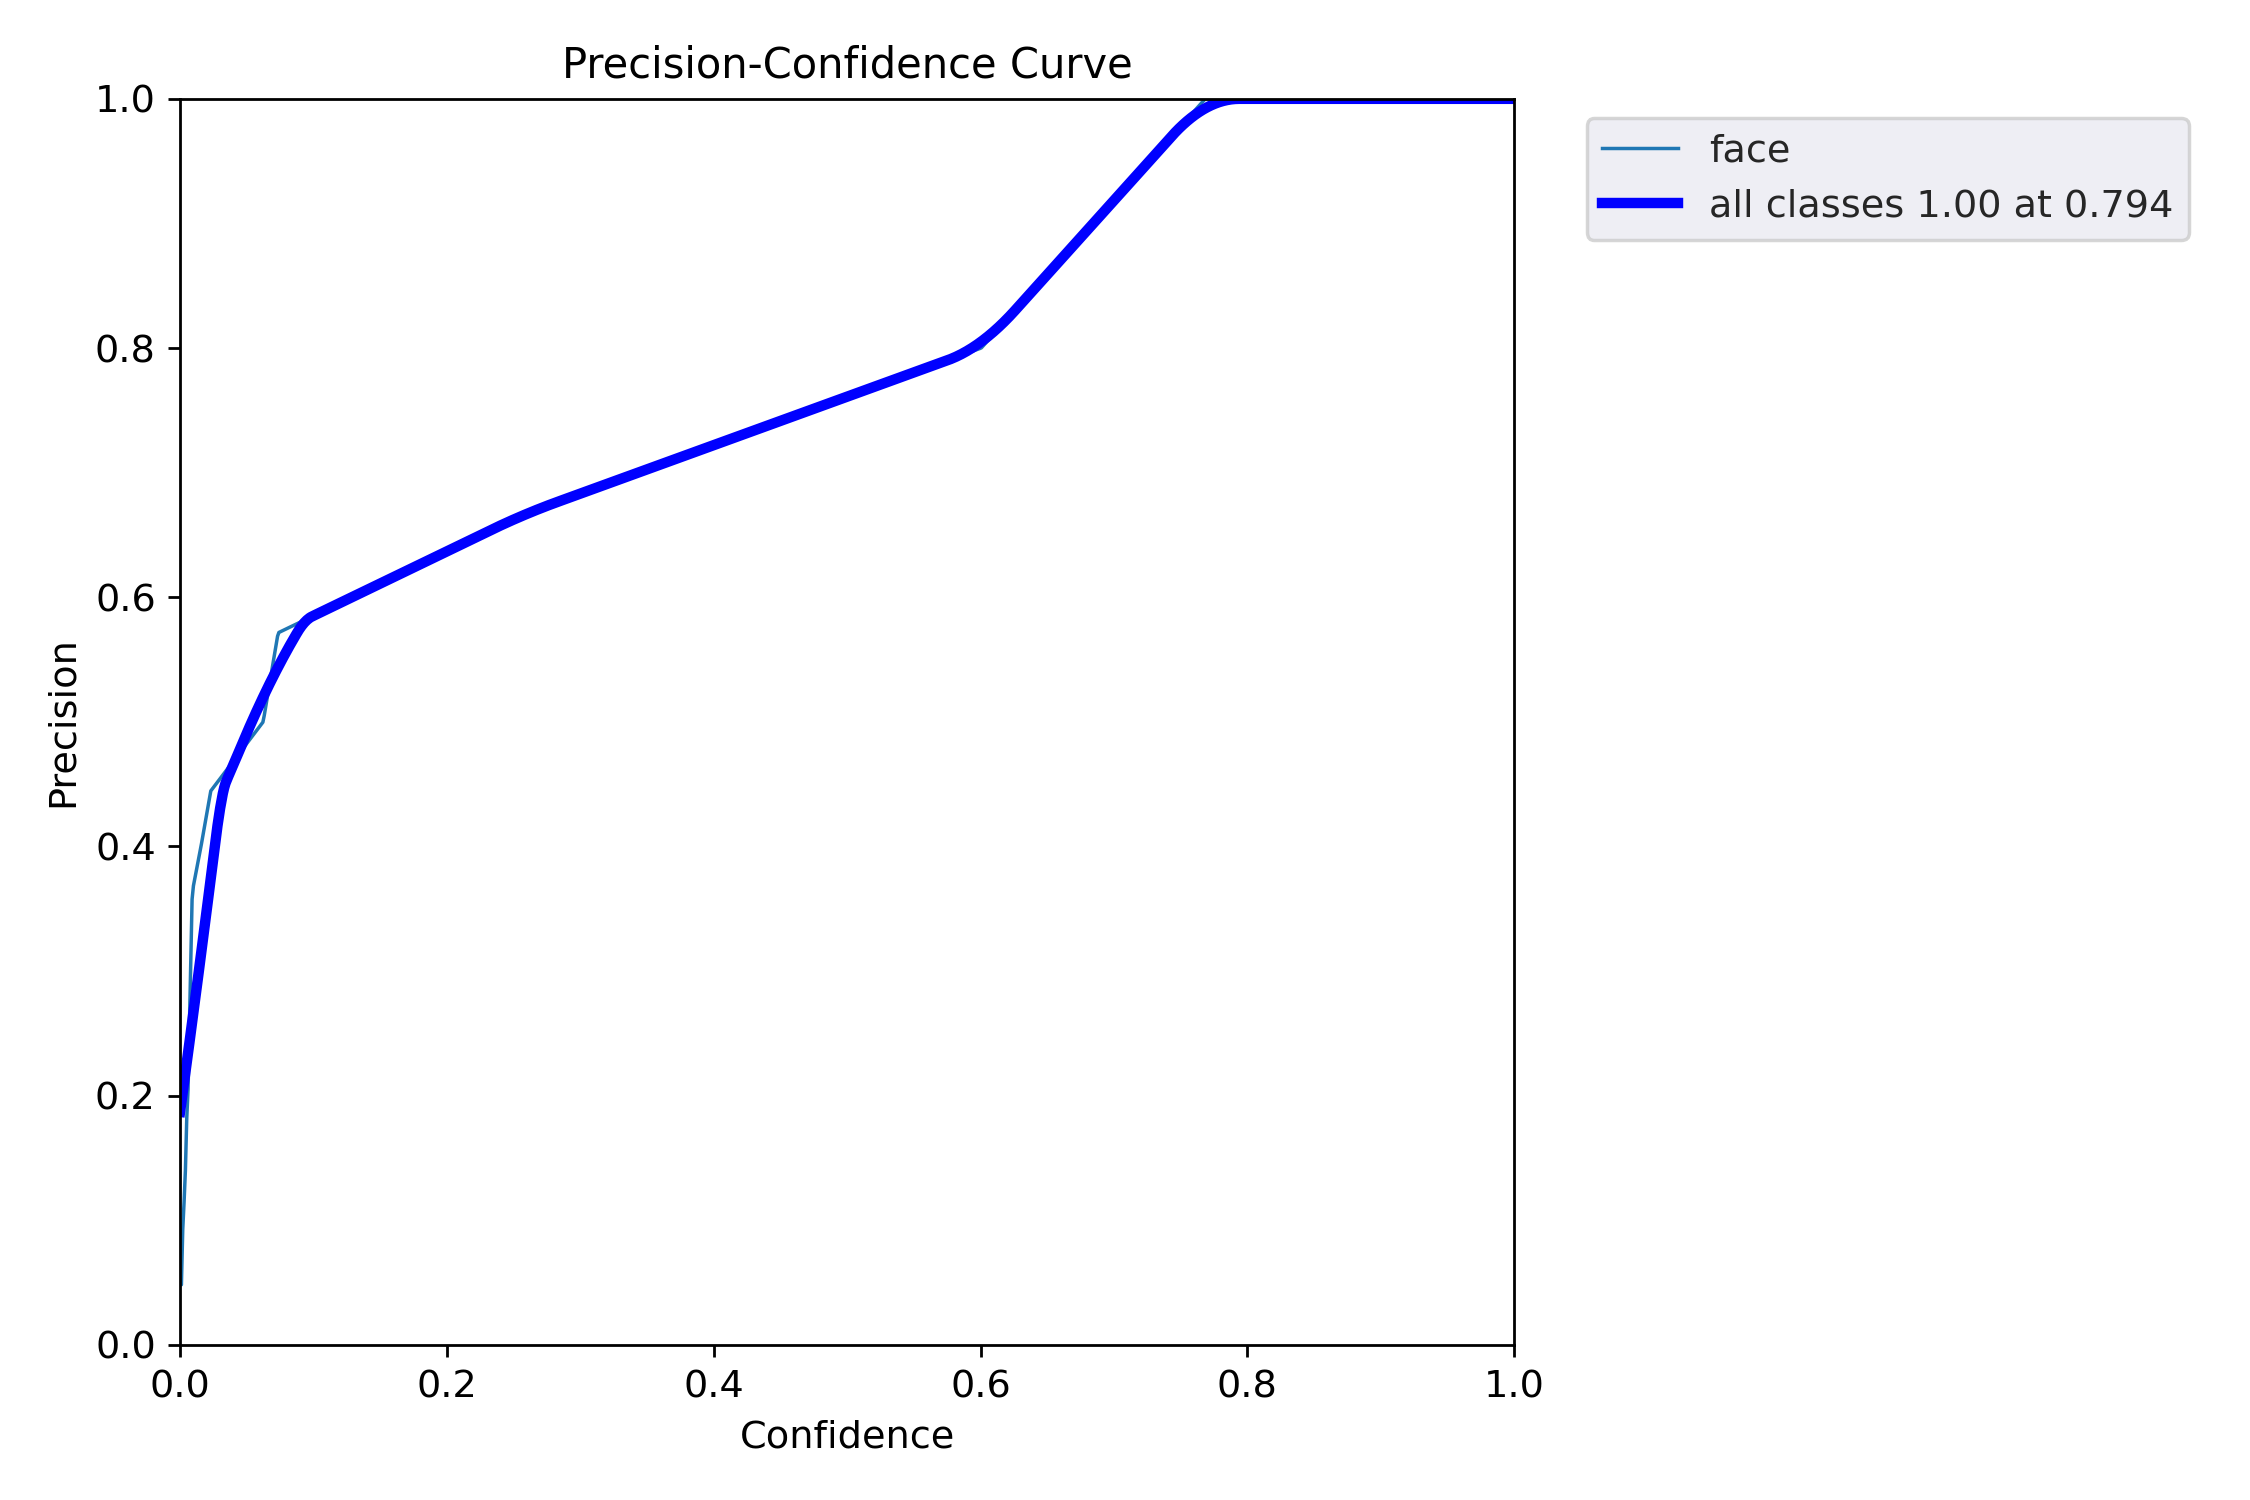 Precision-Confidence Curve
1.0
0.8
0.6
0.4
0.2
0.0
Precision
0.0 0.2 0.4 0.6 0.8 1.0
Confidence
face
all classes 1.00 at 0.794